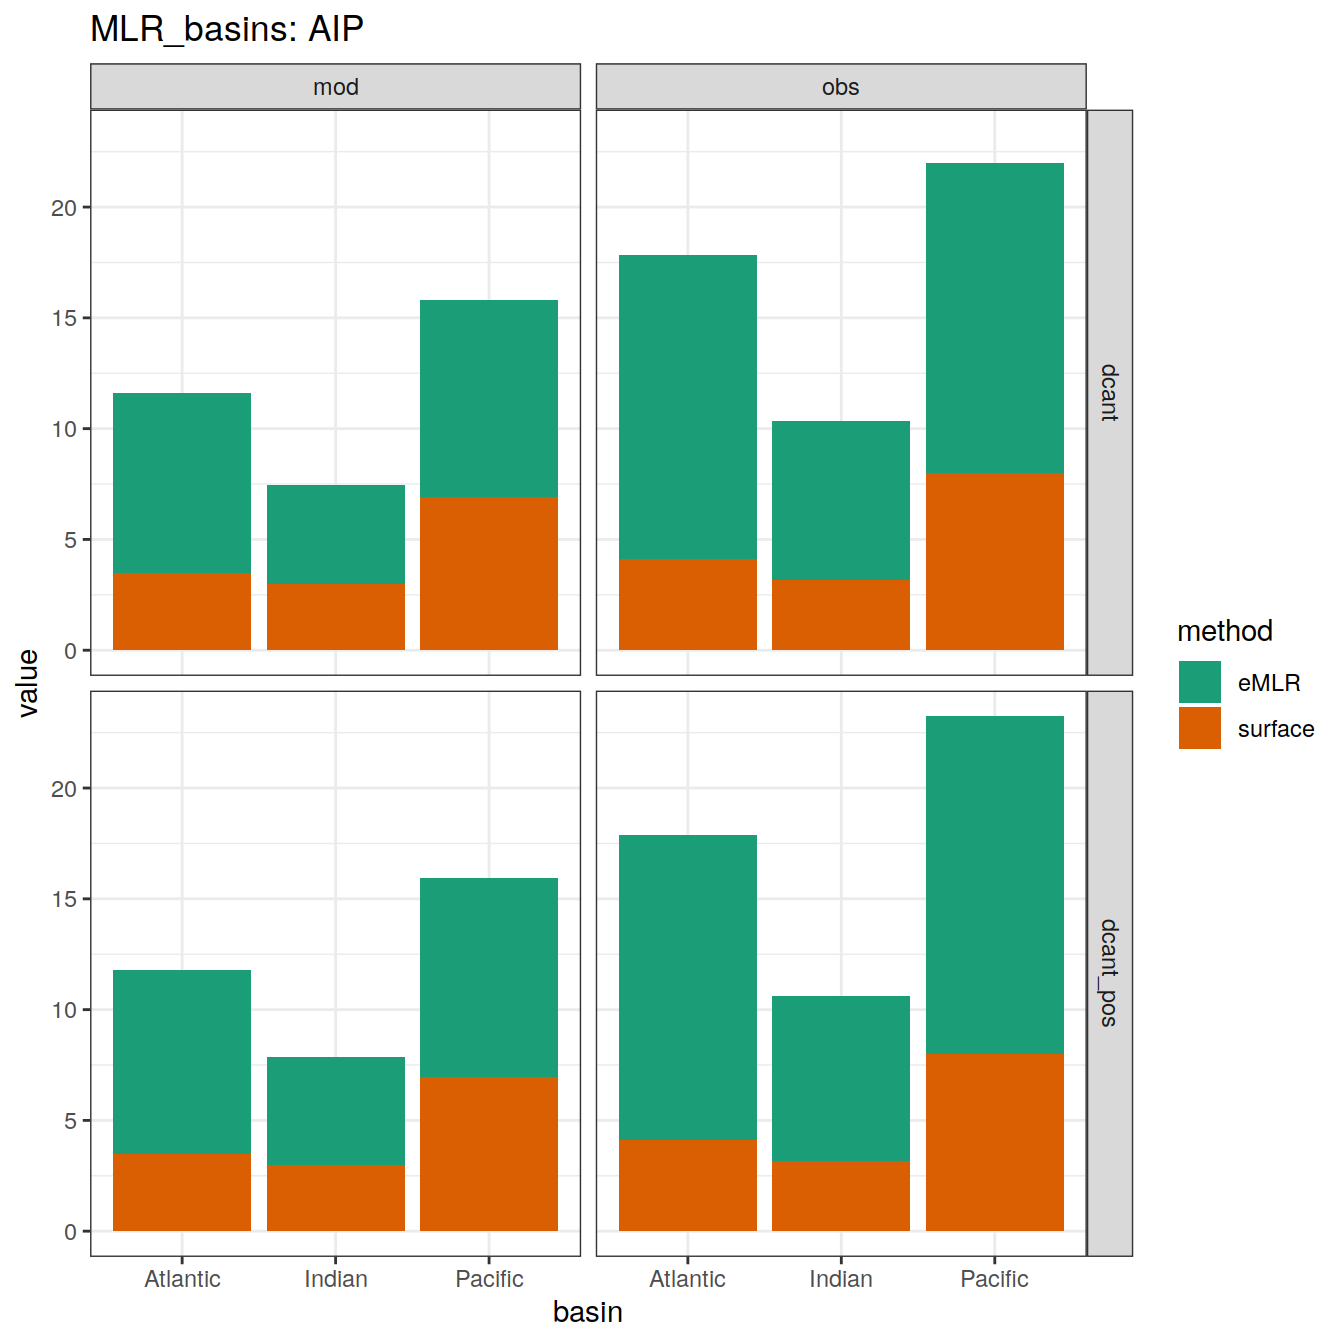 MLR_basins: AIP
mod
obs
20
15
10
5
0
dcant
20
15
10
5
0
dcant_pos
value
Atlantic Indian Pacific
Atlantic Indian Pacific
basin
method
eMLR
surface